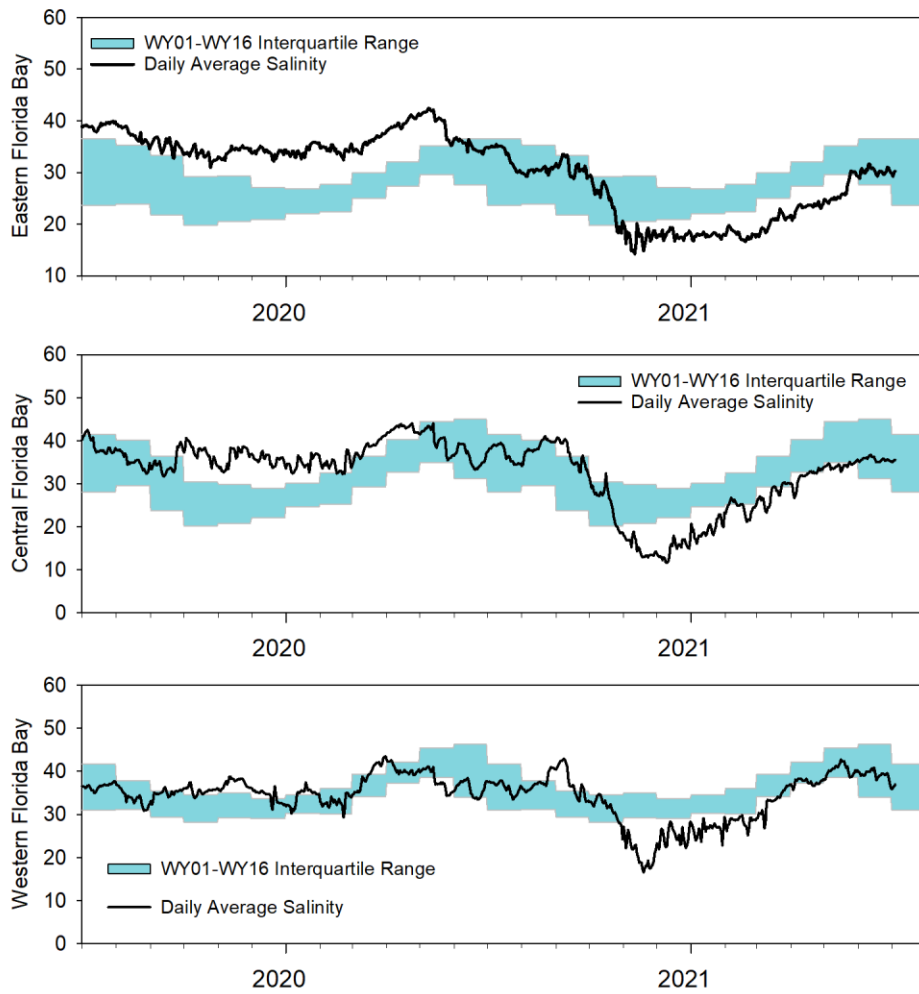 60
50
40
30
20
10
Eastern Florida Bay
WY01-WY16 Interquartile Range
Daily Average Salinity
2020
2021
60
50
40
30
20
10
0
Central Florida Bay
WY01-WY16 Interquartile Range
Daily Average Salinity
2020
2021
60
50
40
30
20
10
0
Western Florida Bay
WY01-WY16 Interquartile Range
Daily Average Salinity
2020
2021